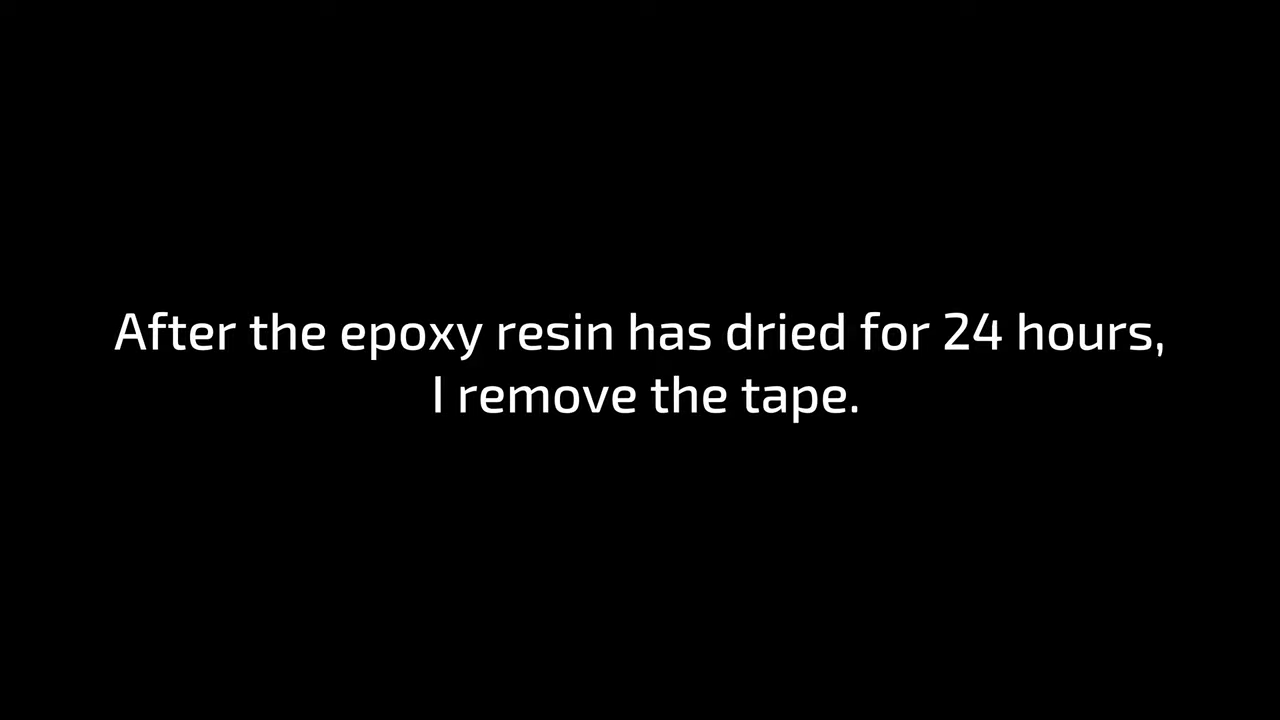 After the epoxy resin has dried for 24 hours,
I remove the tape.